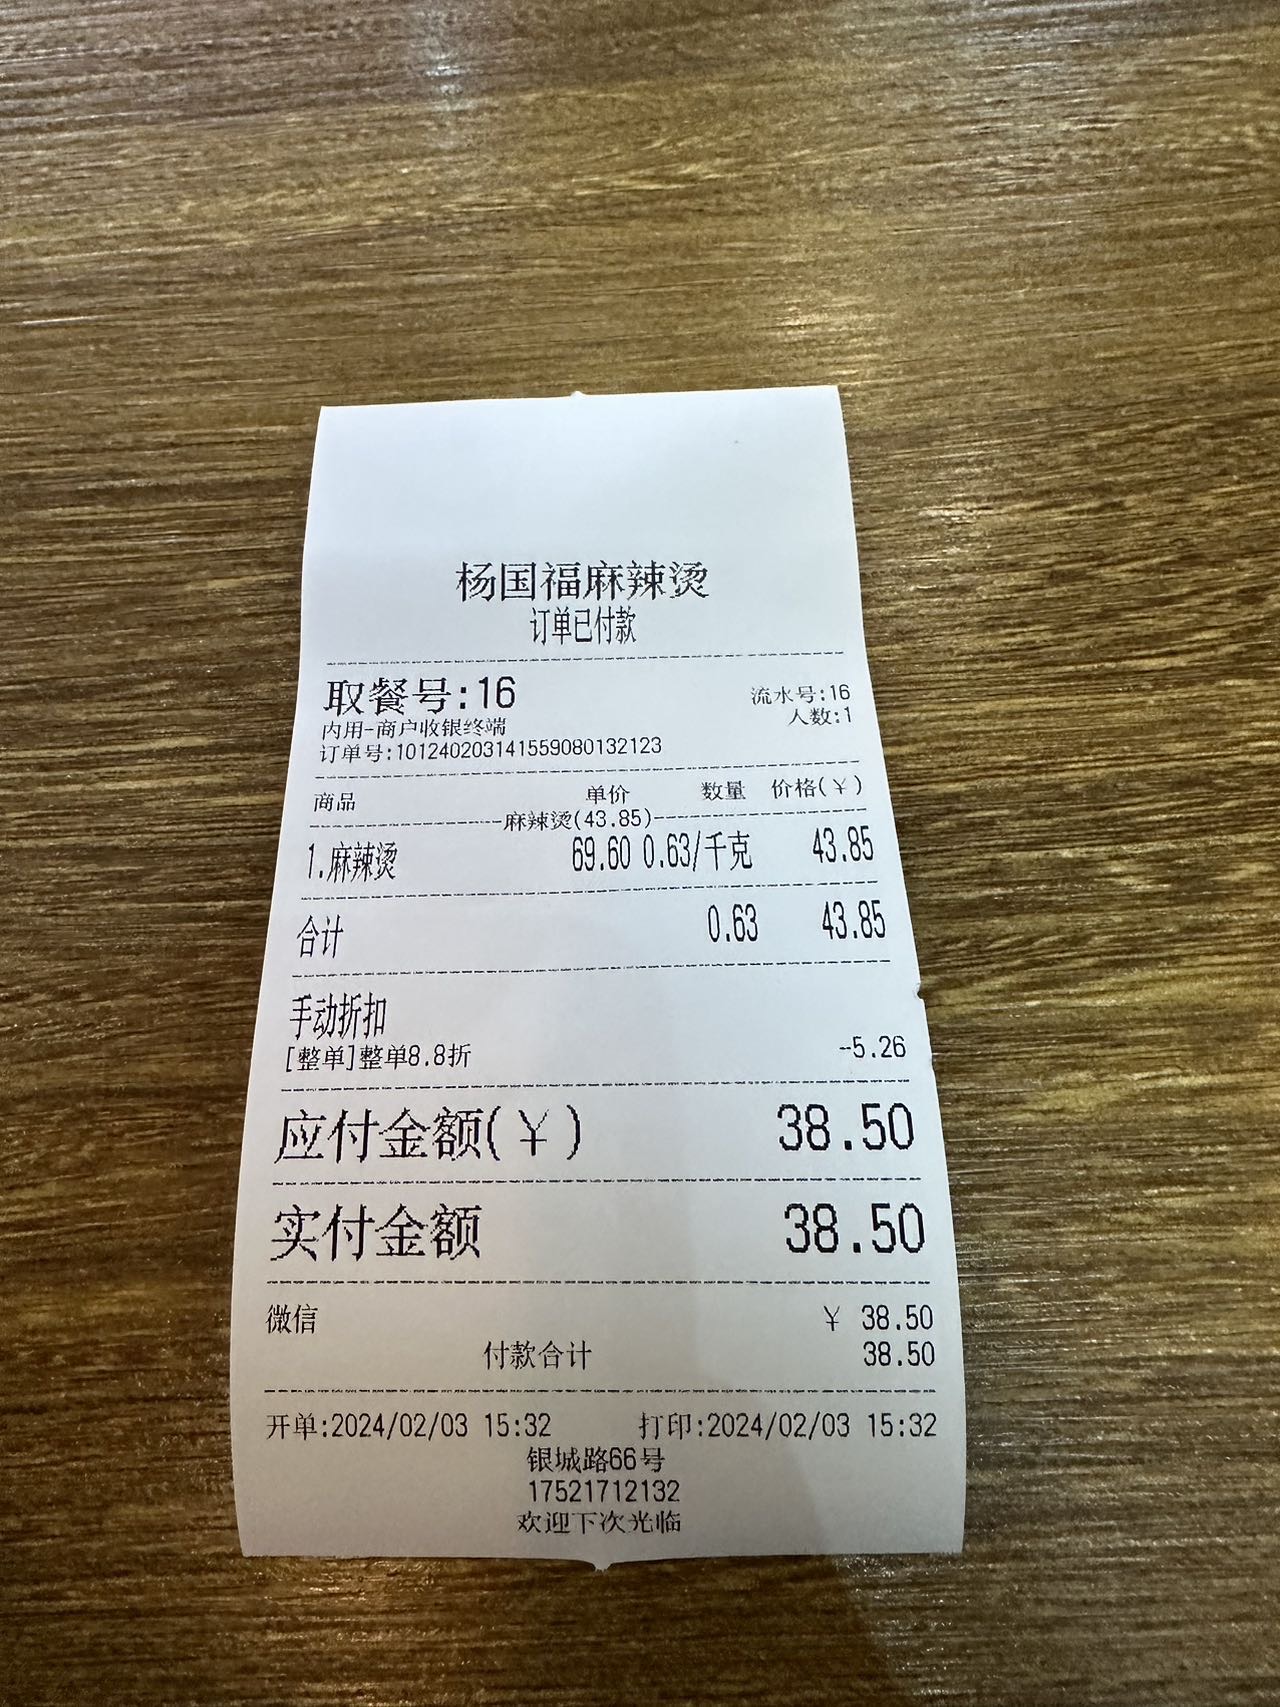 杨国福麻辣烫
订单已付款
取餐号:16 流水号:16
内用-商户收银终端 人数:1
订单号:101240203141559080132123
商品 单价 数量 价格(¥)
麻辣烫(43.85)
1.麻辣烫 69.60 0.63/千克 43.85
合计 0.63 43.85
手动折扣
[整单]整单8.8折 -5.26
应付金额(¥) 38.50
实付金额 38.50
微信 ¥ 38.50
付款合计 38.50
开单:2024/02/03 15:32 打印:2024/02/03 15:32
银城路66号
17521712132
欢迎下次光临